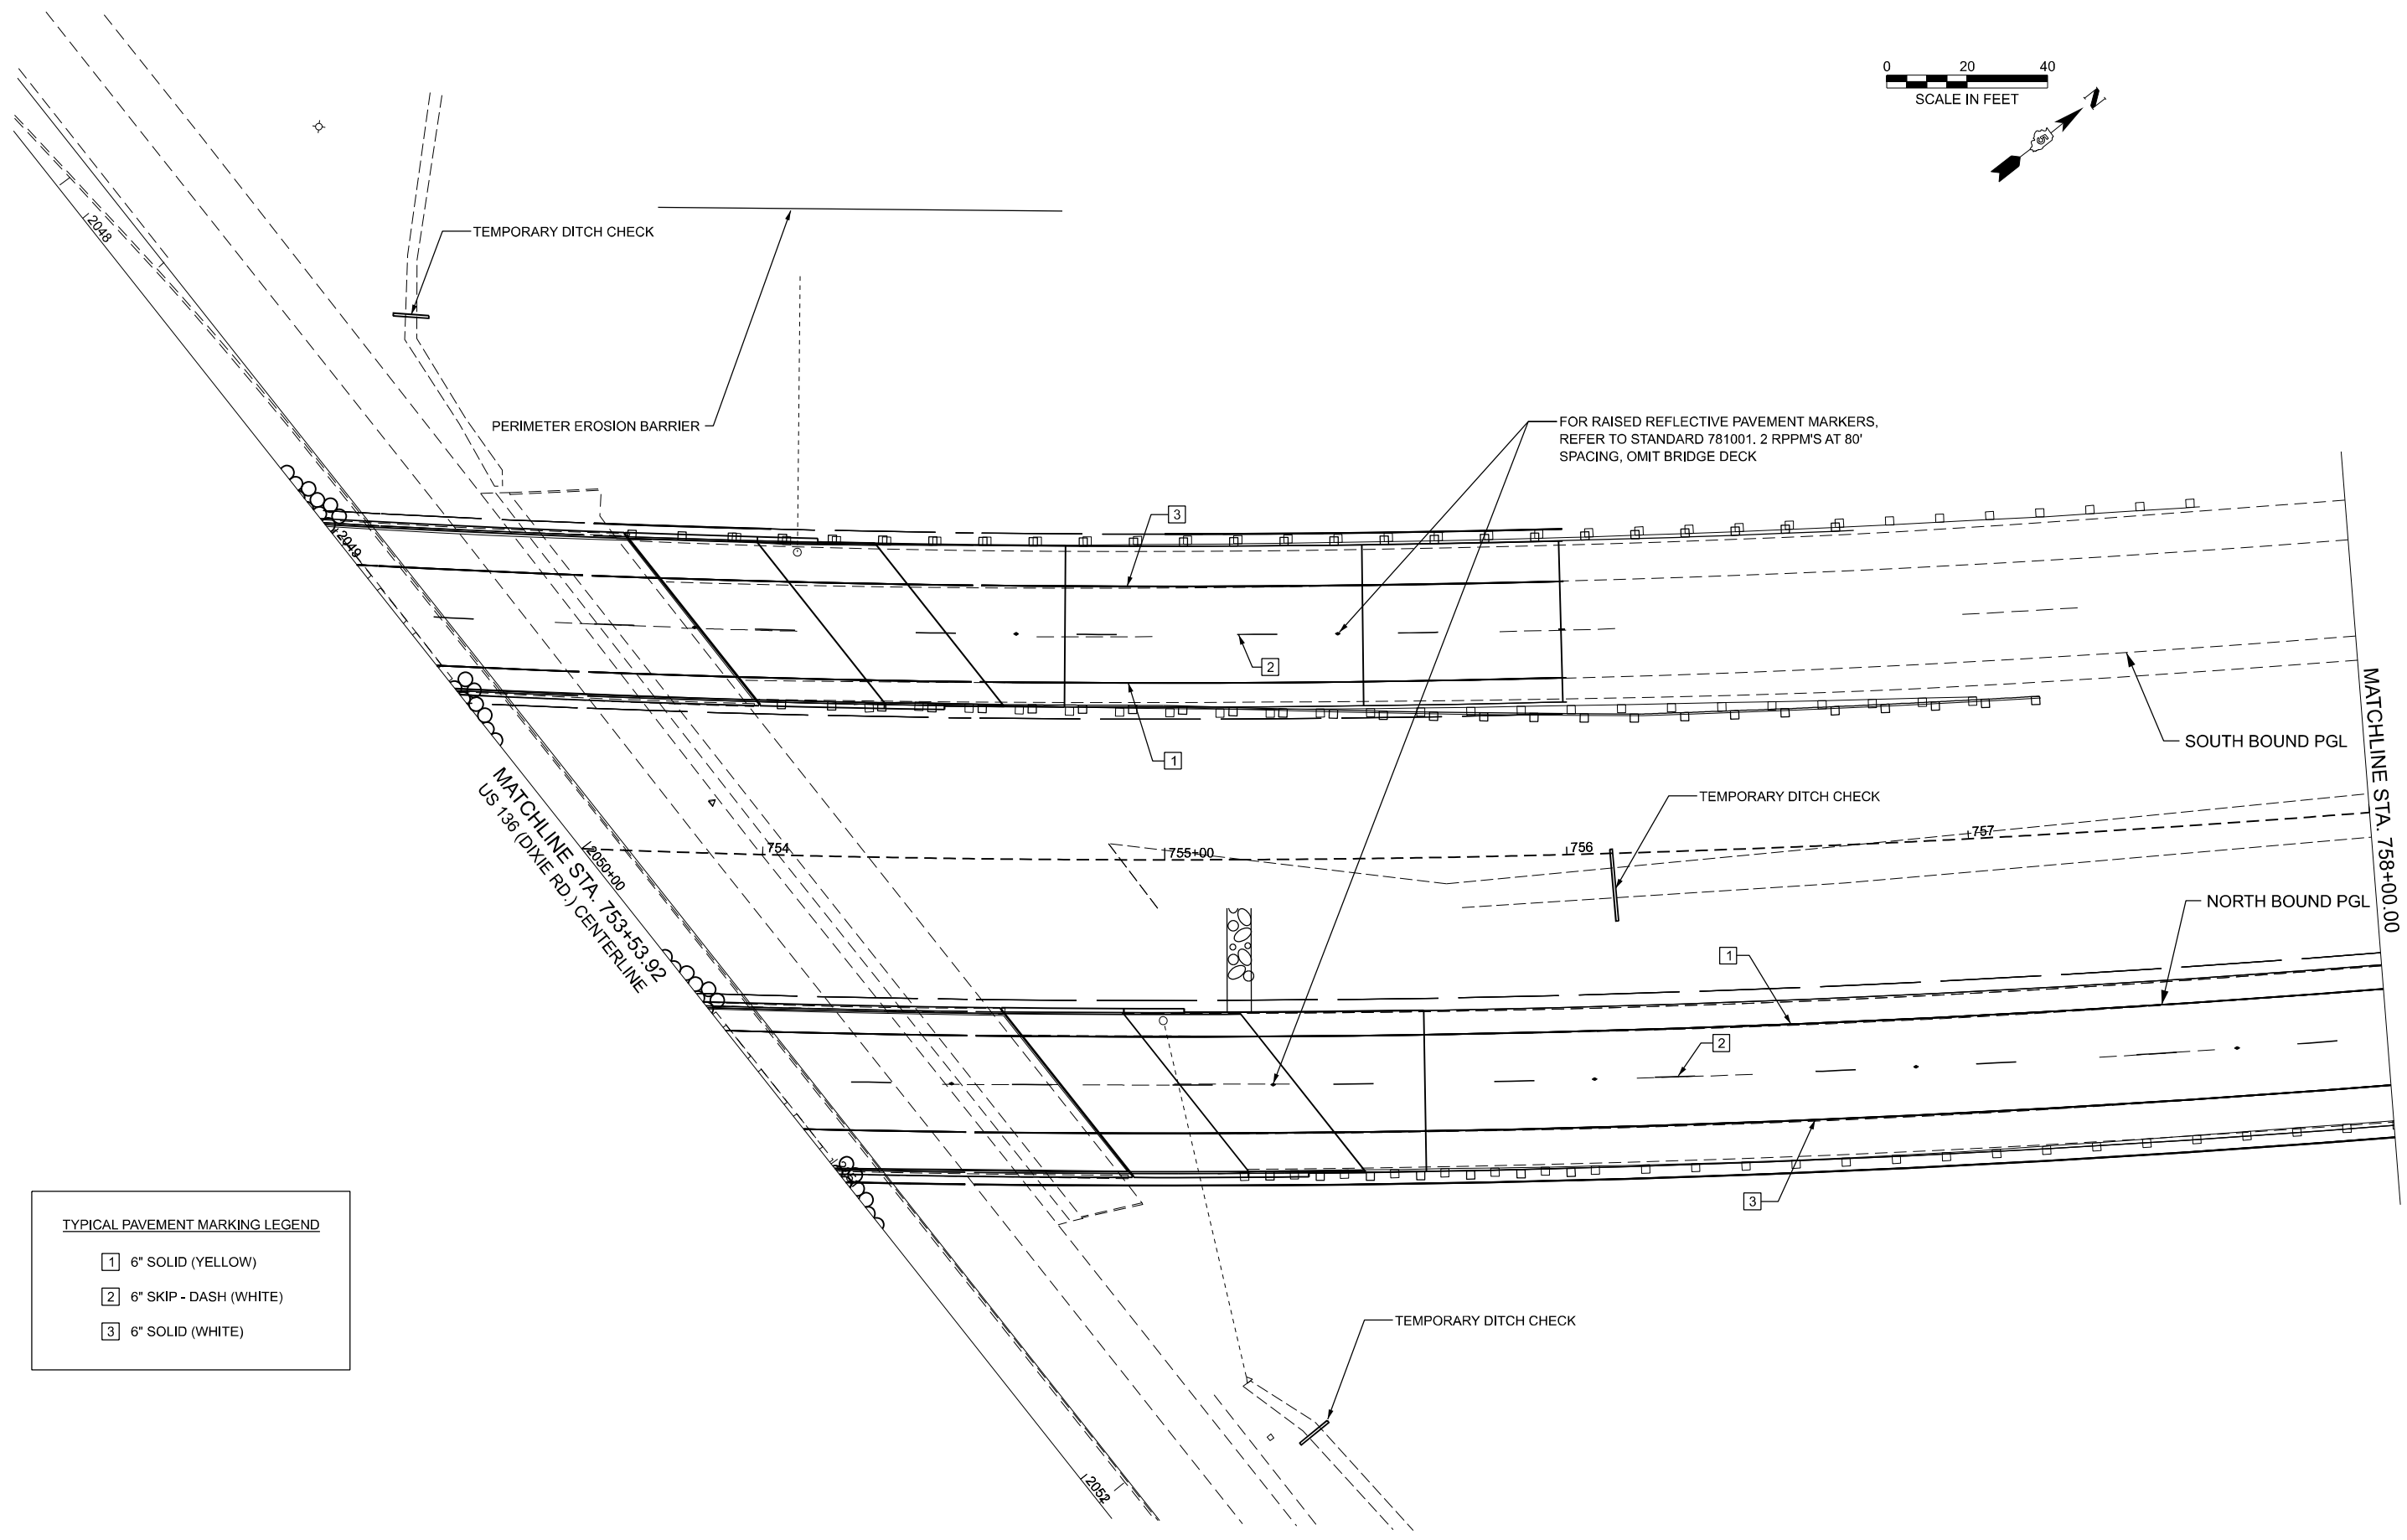 0 20 40
SCALE IN FEET
N
2048
TEMPORARY DITCH CHECK
PERIMETER EROSION BARRIER
FOR RAISED REFLECTIVE PAVEMENT MARKERS,
REFER TO STANDARD 781001. 2 RPPM'S AT 80'
SPACING, OMIT BRIDGE DECK
3
2049
2
1
SOUTH BOUND PGL
MATCHLINE STA. 758+00.00
TEMPORARY DITCH CHECK
754
755+00
756
757
2050+00
MATCHLINE STA. 753+53.92
US 136 (DIXIE RD.) CENTERLINE
NORTH BOUND PGL
1
2
3
TYPICAL PAVEMENT MARKING LEGEND
1 6" SOLID (YELLOW)
2 6" SKIP - DASH (WHITE)
3 6" SOLID (WHITE)
TEMPORARY DITCH CHECK
2052